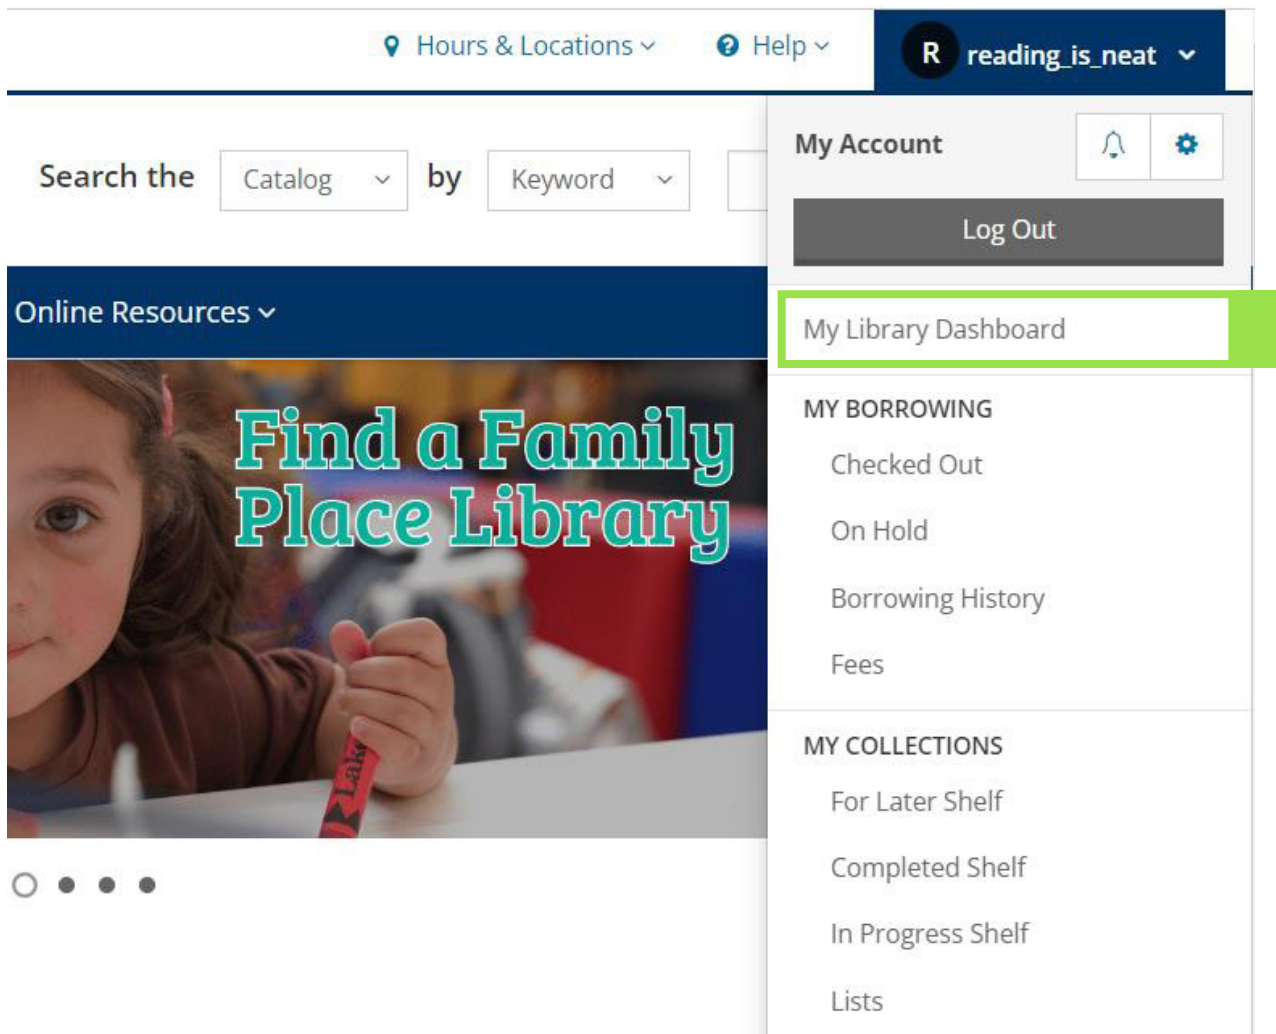 Hours & Locations
Help
R reading_is_neat
My Account
Search the Catalog by Keyword
Log Out
Online Resources
My Library Dashboard
Find a Family
Place Library
MY BORROWING
Checked Out
On Hold
Borrowing History
Fees
MY COLLECTIONS
For Later Shelf
Completed Shelf
In Progress Shelf
Lists
Lake